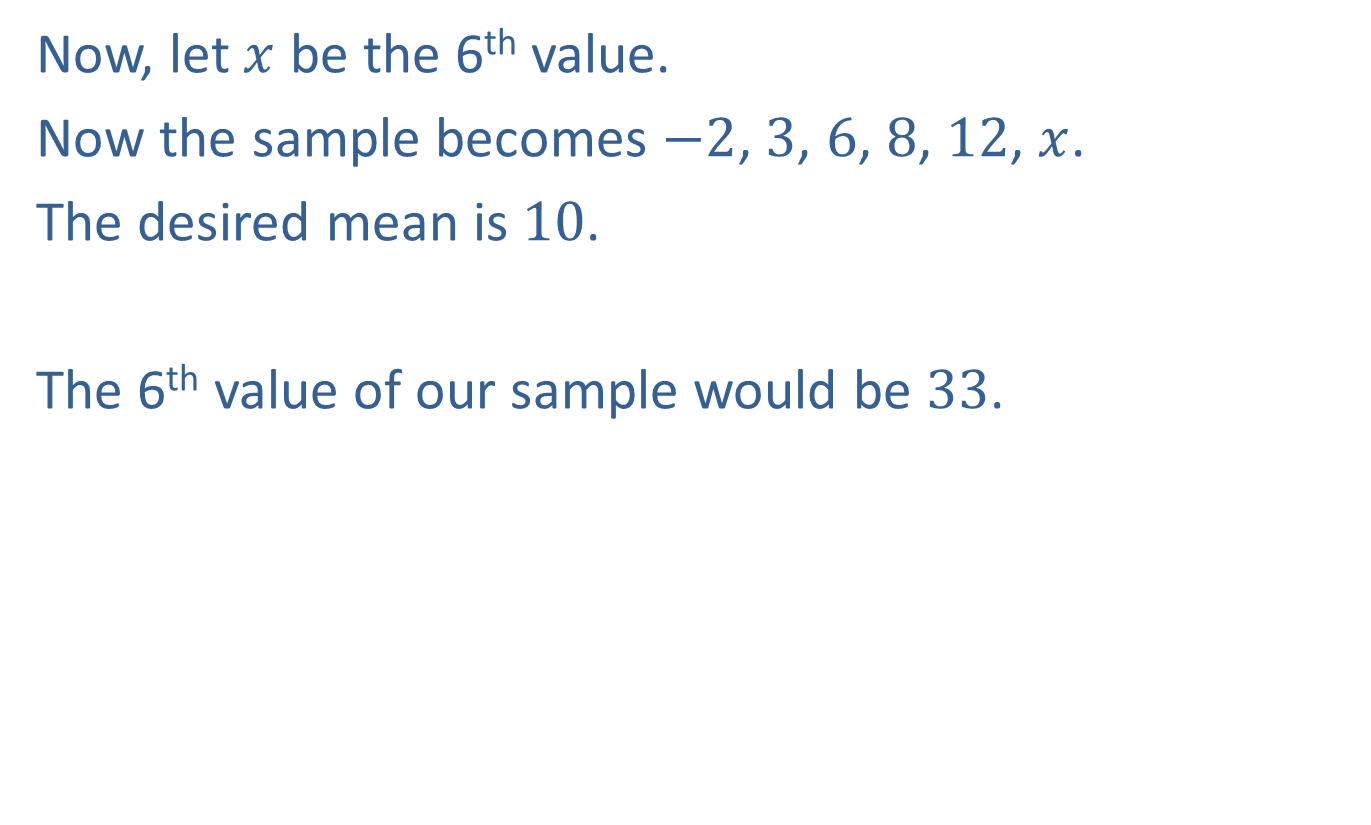 Now, let 𝑥 be the 6ᵗʰ value.
Now the sample becomes −2, 3, 6, 8, 12, 𝑥.
The desired mean is 10.
The 6ᵗʰ value of our sample would be 33.